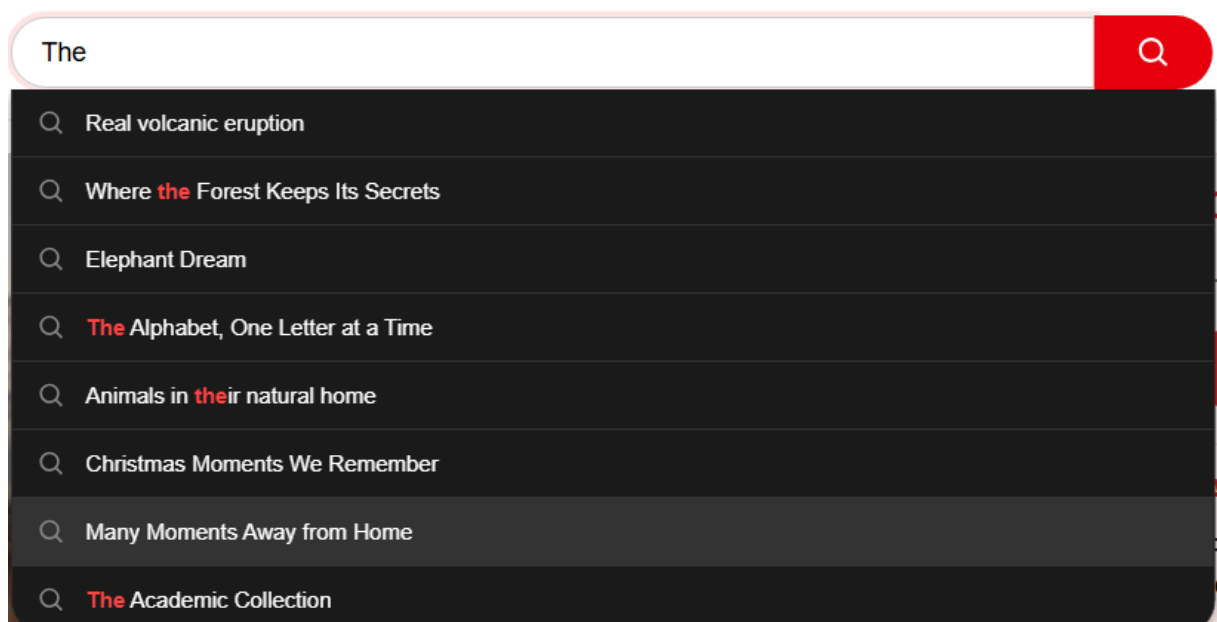 The
Real volcanic eruption
Where the Forest Keeps Its Secrets
Elephant Dream
The Alphabet, One Letter at a Time
Animals in their natural home
Christmas Moments We Remember
Many Moments Away from Home
The Academic Collection